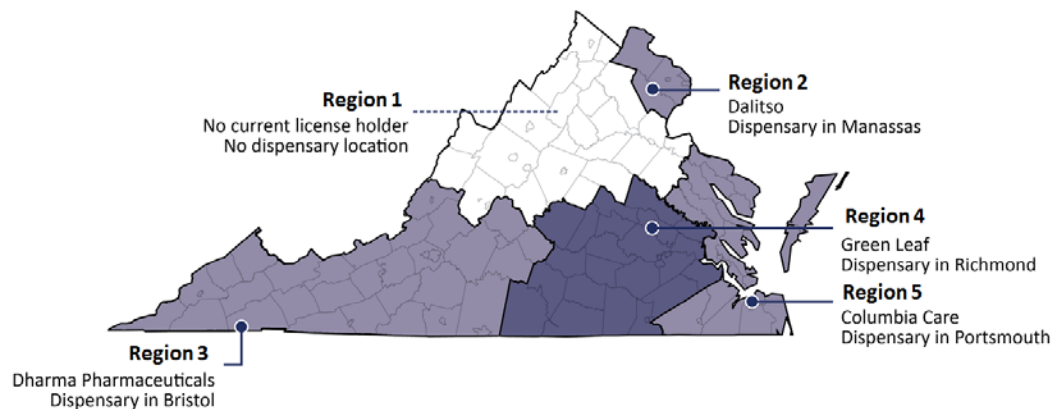 Region 1
No current license holder
No dispensary location
Region 2
Dalitso
Dispensary in Manassas
Region 4
Green Leaf
Dispensary in Richmond
Region 5
Columbia Care
Dispensary in Portsmouth
Region 3
Dharma Pharmaceuticals
Dispensary in Bristol